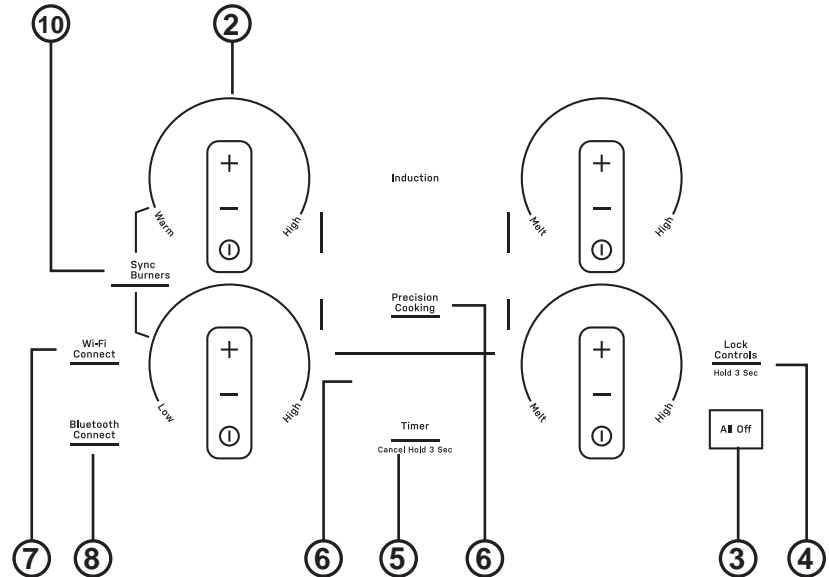 10
2
+
−
Warm
High
Induction
+
−
Melt
High
Sync
Burners
Precision
Cooking
Wi-Fi
Connect
+
−
Low
High
+
−
Melt
High
Lock
Controls
Hold 3 Sec
Bluetooth
Connect
Timer
Cancel Hold 3 Sec
All Off
7
8
6
5
6
3
4